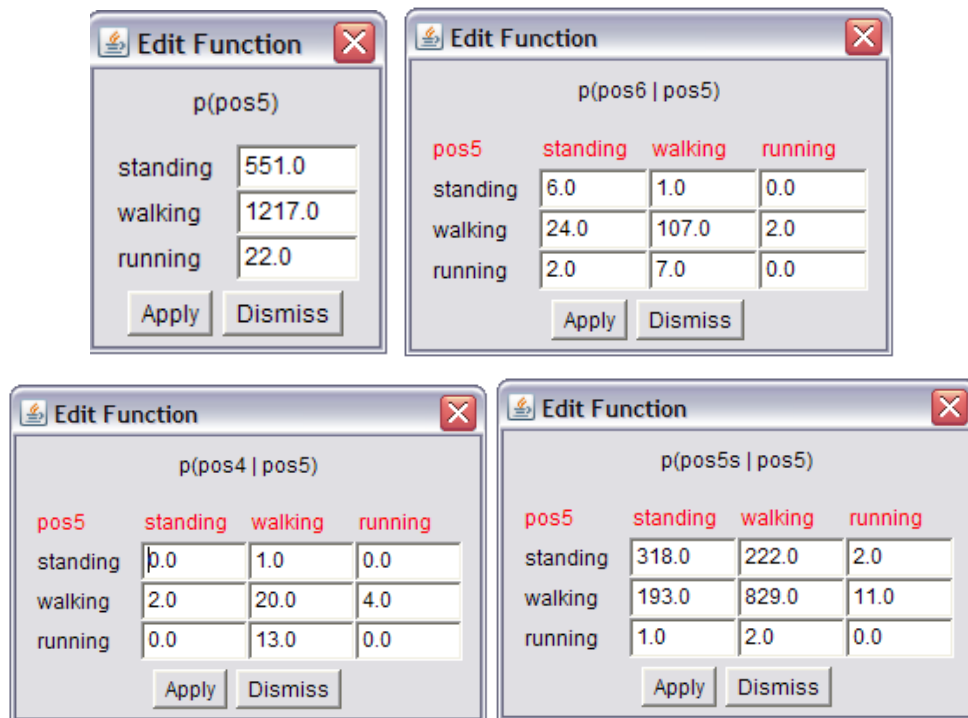 Edit Function
p(pos5)
standing 551.0
walking 1217.0
running 22.0
Apply Dismiss
Edit Function
p(pos6 | pos5)
pos5 standing walking running
standing 6.0 1.0 0.0
walking 24.0 107.0 2.0
running 2.0 7.0 0.0
Apply Dismiss
Edit Function
p(pos4 | pos5)
pos5 standing walking running
standing 0.0 1.0 0.0
walking 2.0 20.0 4.0
running 0.0 13.0 0.0
Apply Dismiss
Edit Function
p(pos5s | pos5)
pos5 standing walking running
standing 318.0 222.0 2.0
walking 193.0 829.0 11.0
running 1.0 2.0 0.0
Apply Dismiss